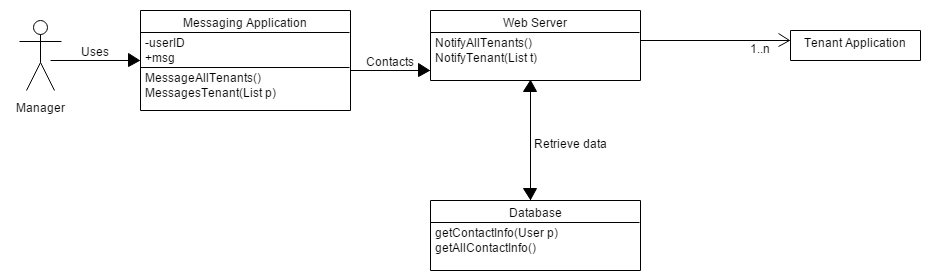 Messaging Application
Web Server
-userID
+msg
NotifyAllTenants()
NotifyTenant(List t)
Tenant Application
Uses
Contacts
1..n
MessageAllTenants()
MessagesTenant(List p)
Manager
Retrieve data
Database
getContactInfo(User p)
getAllContactInfo()